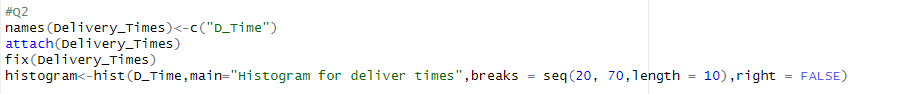 #Q2
names(Delivery_Times)<-c("D_Time")
attach(Delivery_Times)
fix(Delivery_Times)
histogram<-hist(D_Time,main="Histogram for deliver times",breaks = seq(20, 70,length = 10),right = FALSE)